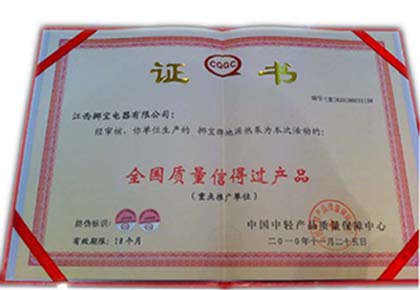 CQGC
证 书
江西挪宝电器有限公司:
经审核、你单位生产的 挪宝牌地源热泵为本次活动的:
全国质量信得过产品
(重点推广单位)
防伪标识:
中国中轻产品质量保障中心
有效期限: 18个月
二〇一〇年十一月二十五日